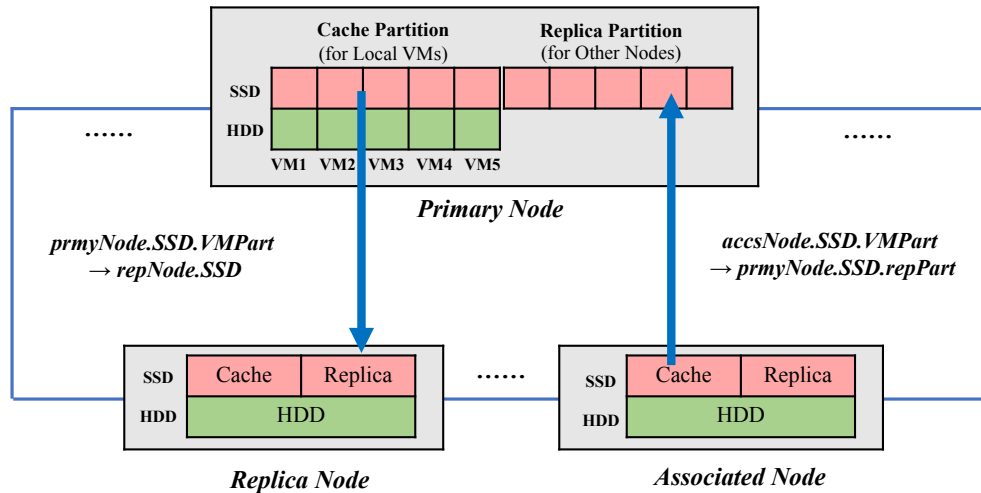 Cache Partition
(for Local VMs)
Replica Partition
(for Other Nodes)
SSD
HDD
VM1 VM2 VM3 VM4 VM5
......
......
Primary Node
prmyNode.SSD.VMPart
→ repNode.SSD
accsNode.SSD.VMPart
→ prmyNode.SSD.repPart
SSD Cache Replica
HDD HDD
......
SSD Cache Replica
HDD HDD
Replica Node
Associated Node